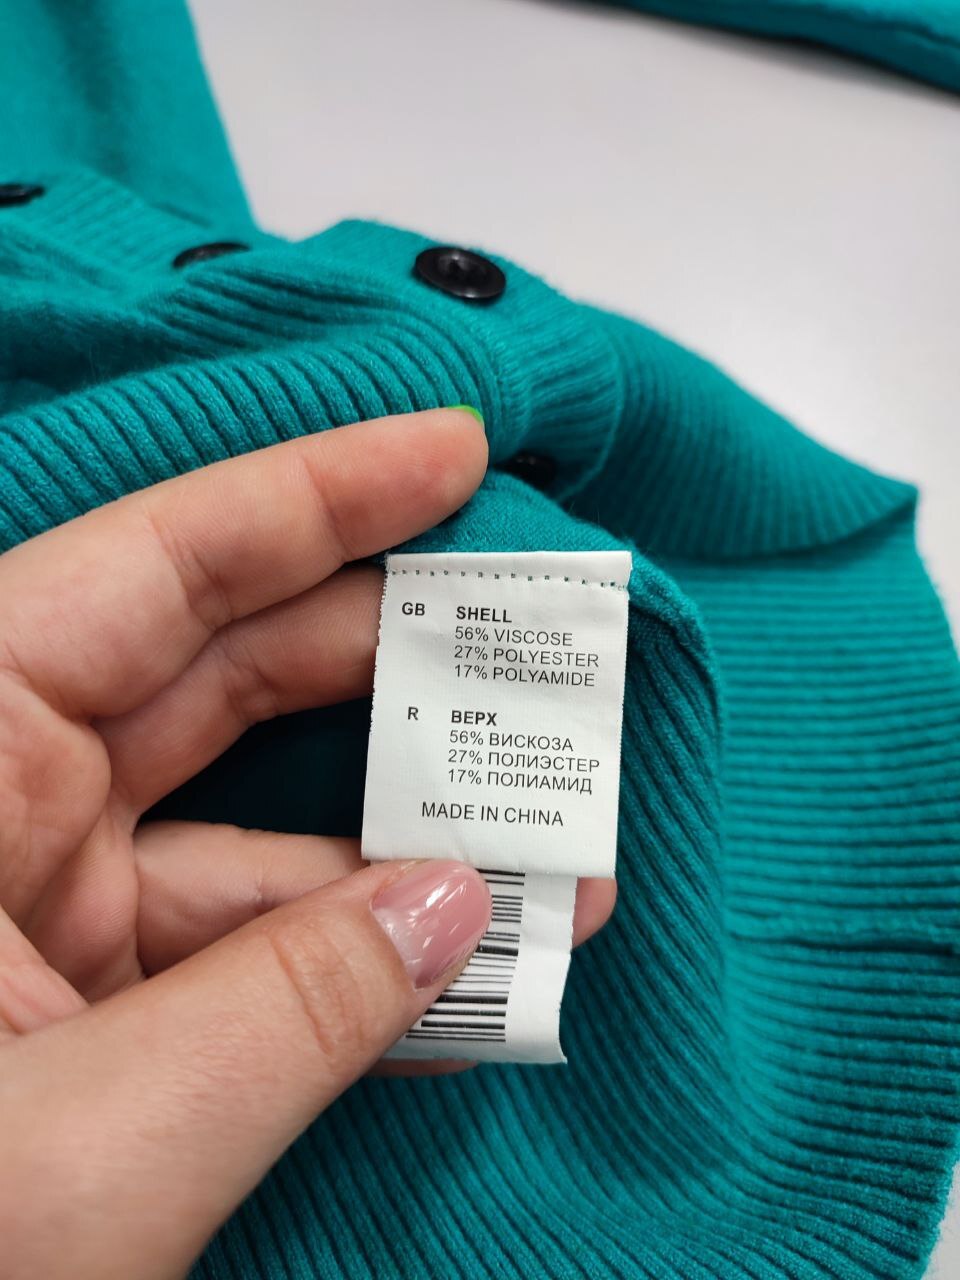 GB SHELL
56% VISCOSE
27% POLYESTER
17% POLYAMIDE
R ВЕРХ
56% ВИСКОЗА
27% ПОЛИЭСТЕР
17% ПОЛИАМИД
MADE IN CHINA